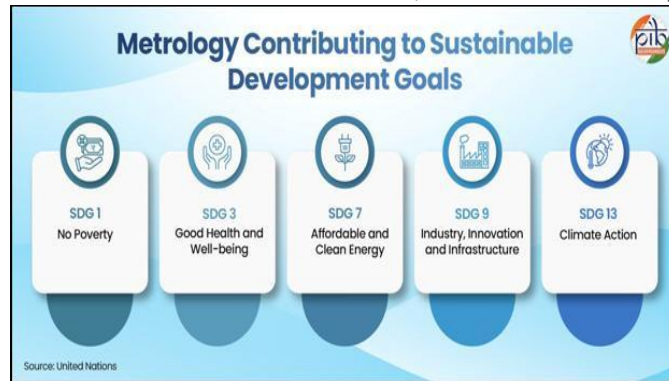 Metrology Contributing to Sustainable
Development Goals
pib
SDG 1
No Poverty
SDG 3
Good Health and
Well-being
SDG 7
Affordable and
Clean Energy
SDG 9
Industry, Innovation
and Infrastructure
SDG 13
Climate Action
Source: United Nations